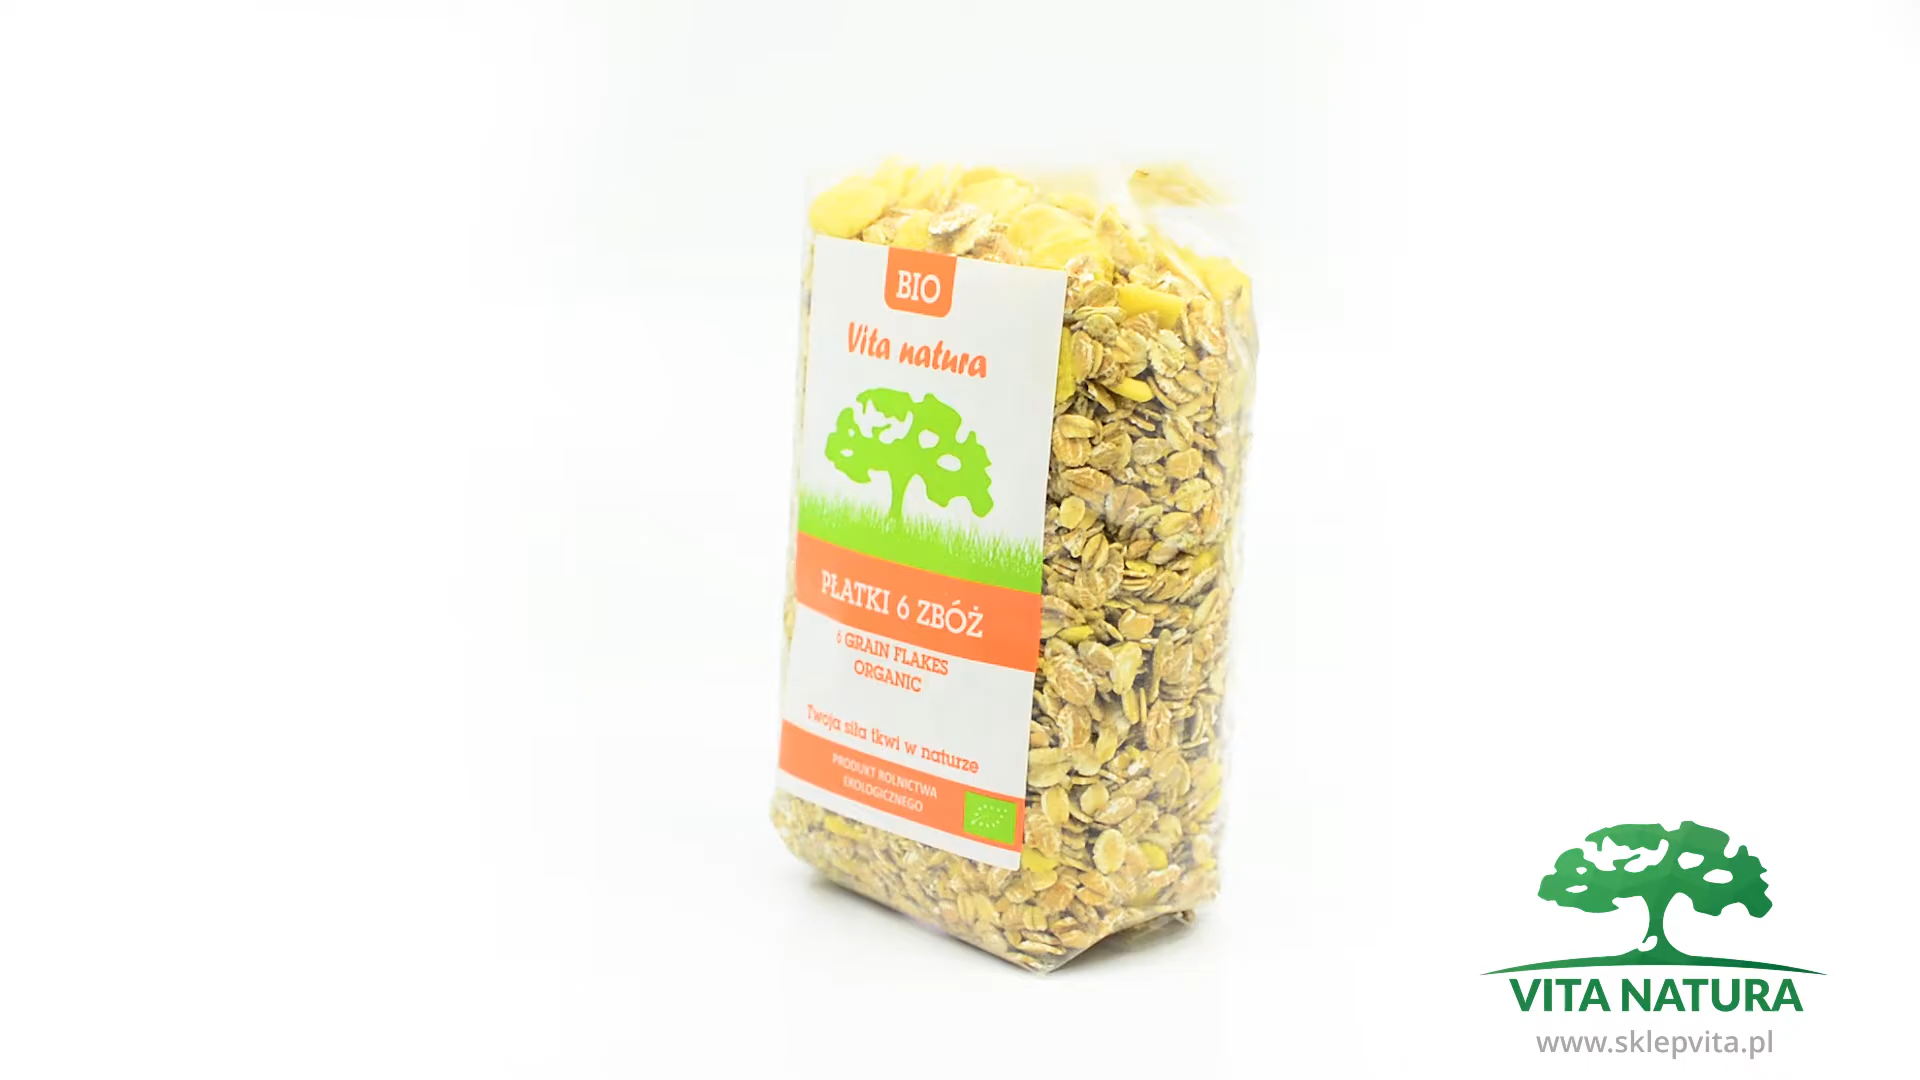 BIO
Vita natura
PŁATKI 6 ZBÓŻ
6 GRAIN FLAKES
ORGANIC
Twoja siła tkwi w naturze
PRODUKT ROLNICTWA
EKOLOGICZNEGO
VITA NATURA
www.sklepvita.pl